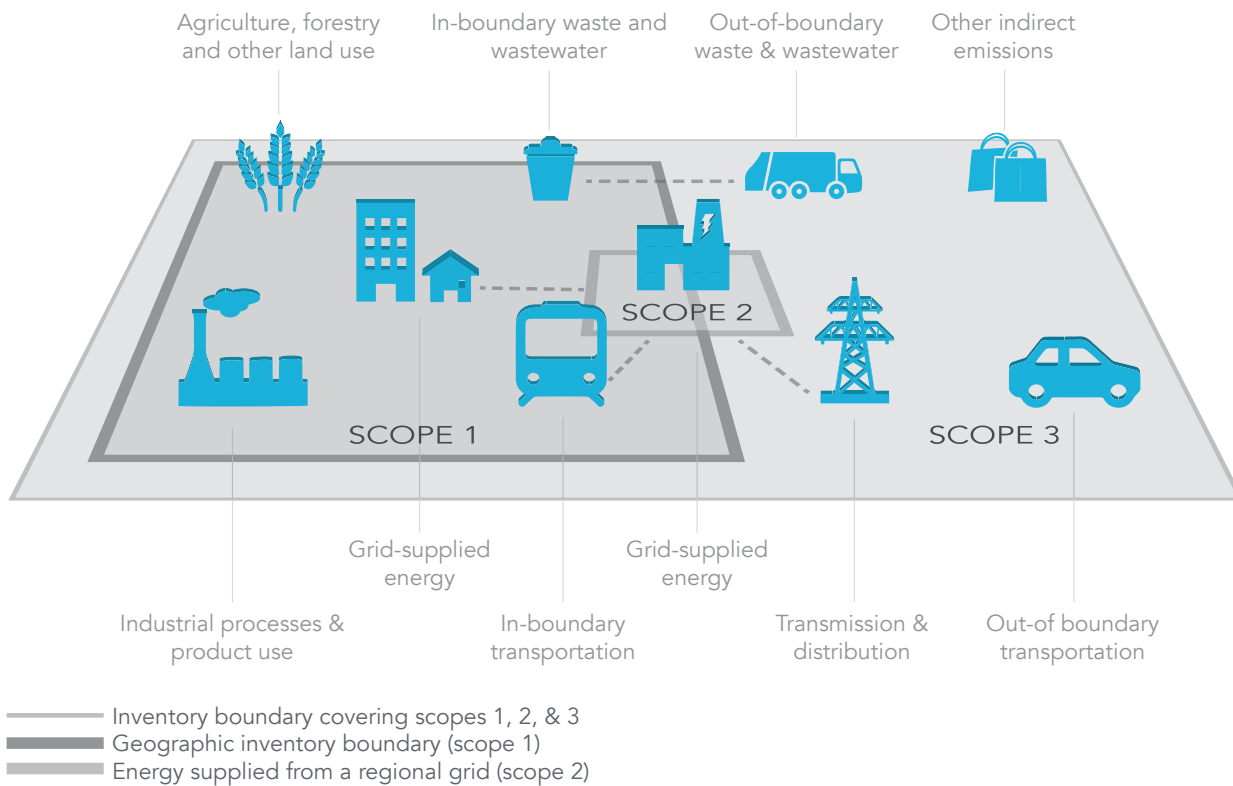 Agriculture, forestry
and other land use
In-boundary waste and
wastewater
Out-of-boundary
waste & wastewater
Other indirect
emissions
SCOPE 2
SCOPE 1
SCOPE 3
Grid-supplied
energy
Grid-supplied
energy
Industrial processes &
product use
In-boundary
transportation
Transmission &
distribution
Out-of boundary
transportation
Inventory boundary covering scopes 1, 2, & 3
Geographic inventory boundary (scope 1)
Energy supplied from a regional grid (scope 2)